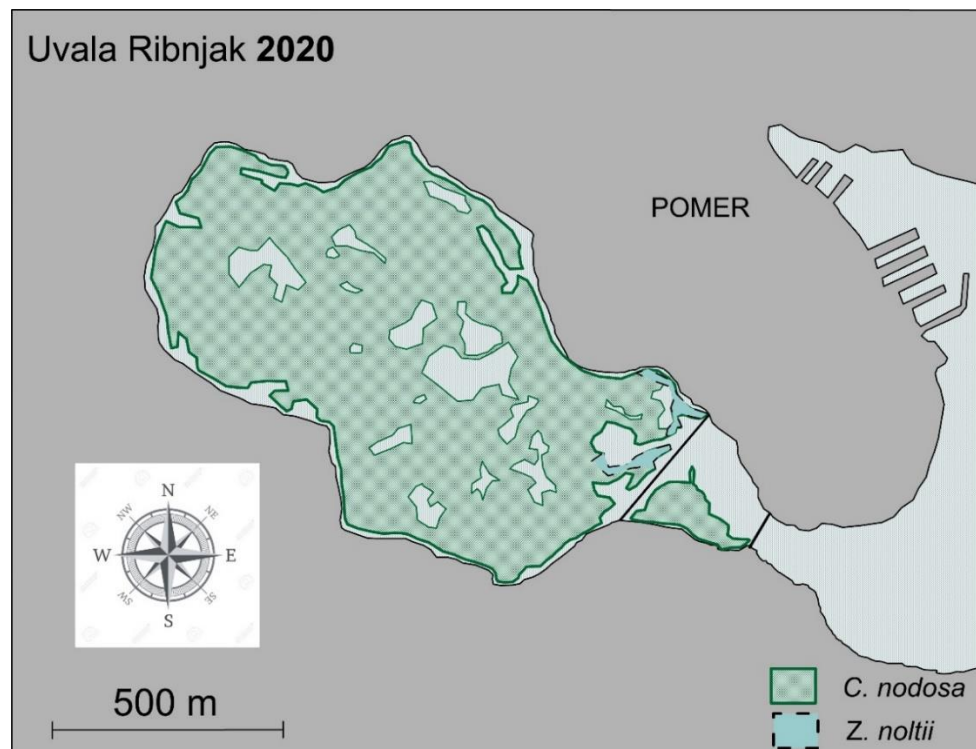 Uvala Ribnjak 2020
POMER
N
NW
NE
W
E
SW
SE
S
500 m
C. nodosa
Z. noltii